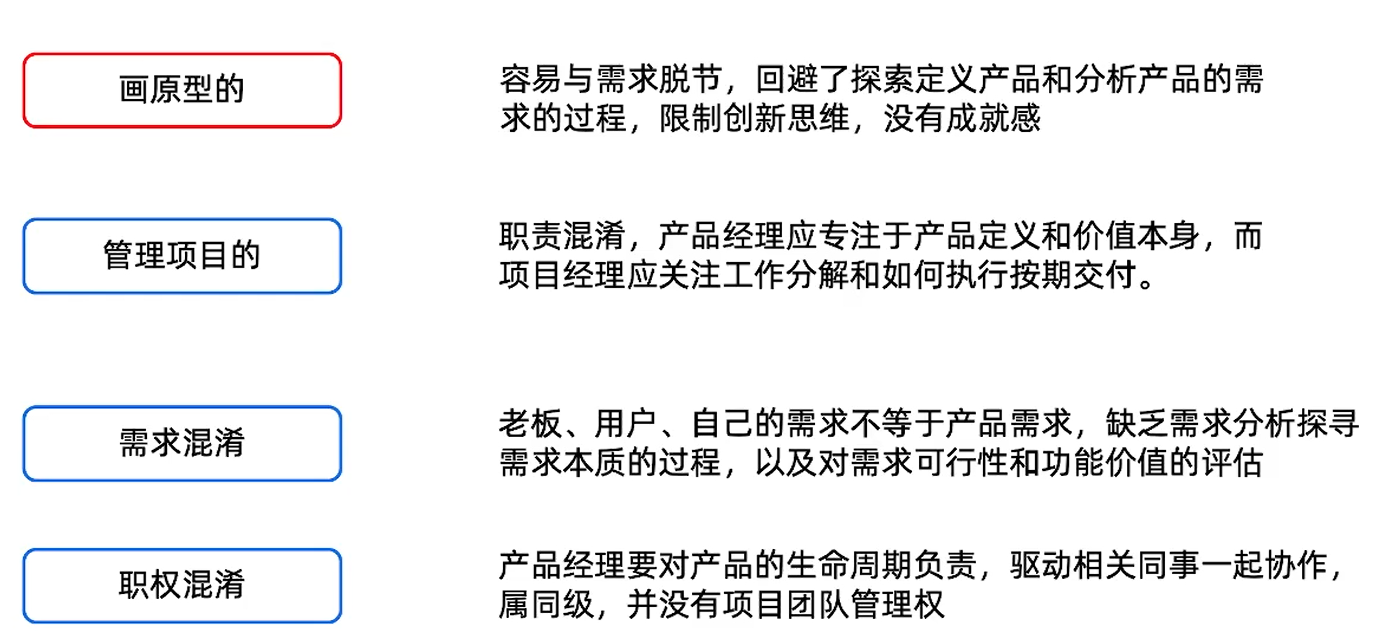 画原型的
容易与需求脱节，回避了探索定义产品和分析产品的需
求的过程，限制创新思维，没有成就感
管理项目的
职责混淆，产品经理应专注于产品定义和价值本身，而
项目经理应关注工作分解和如何执行按期交付。
需求混淆
老板、用户、自己的需求不等于产品需求，缺乏需求分析探寻
需求本质的过程，以及对需求可行性和功能价值的评估
职权混淆
产品经理要对产品的生命周期负责，驱动相关同事一起协作，
属同级，并没有项目团队管理权